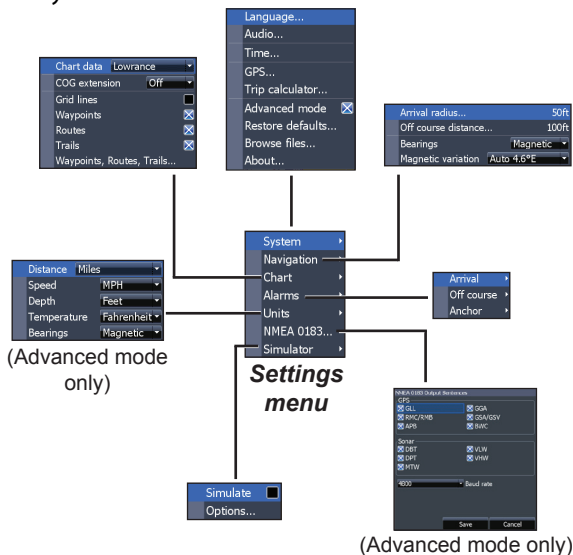 Language...
Audio...
Time...
GPS...
Trip calculator...
Advanced mode
Restore defaults...
Browse files...
About...
Chart data Lowrance
COG extension Off
Grid lines
Waypoints
Routes
Trails
Waypoints, Routes, Trails...
Arrival radius... 50ft
Off course distance... 100ft
Bearings Magnetic
Magnetic variation Auto 4.6°E
System
Navigation
Chart
Alarms
Units
NMEA 0183...
Simulator
Settings
menu
Distance Miles
Speed MPH
Depth Feet
Temperature Fahrenheit
Bearings Magnetic
(Advanced mode
only)
Arrival
Off course
Anchor
Simulate
Options...
NMEA 0183 Output Sentences
GPS
GLL GGA
RMC/RMB GSA/GSV
APB BWC
Sonar
DBT VLW
DPT VHW
MTW
4800 Baud rate
Save Cancel
(Advanced mode only)